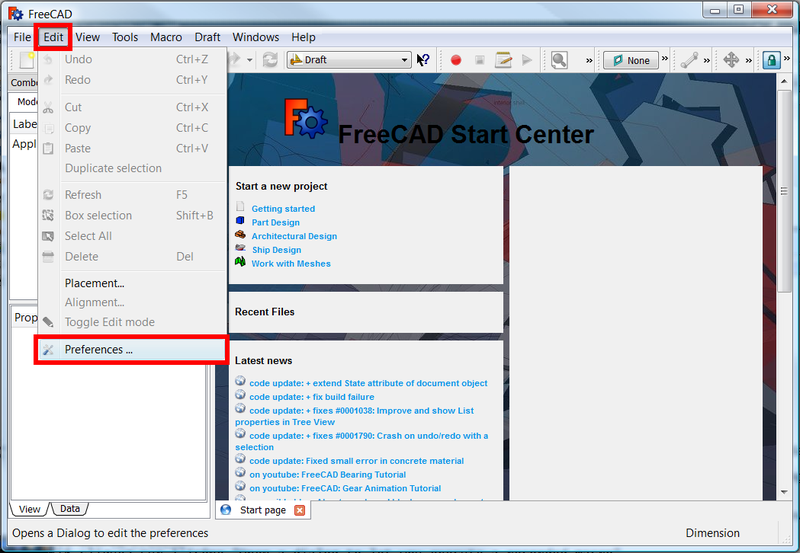 FreeCAD
File Edit View Tools Macro Draft Windows Help
Draft
None
Undo Ctrl+Z
Redo Ctrl+Y
Cut Ctrl+X
Copy Ctrl+C
Paste Ctrl+V
Duplicate selection
Refresh F5
Box selection Shift+B
Select All
Delete Del
Placement...
Alignment...
Toggle Edit mode
Preferences ...
Comb
Mode
Labe
Appl
Prop
View Data
FreeCAD Start Center
Start a new project
Getting started
Part Design
Architectural Design
Ship Design
Work with Meshes
Recent Files
Latest news
code update: + extend State attribute of document object
code update: + fix build failure
code update: + fixes #0001038: Improve and show List
properties in Tree View
code update: + fixes #0001790: Crash on undo/redo with a
selection
code update: Fixed small error in concrete material
on youtube: FreeCAD Bearing Tutorial
on youtube: FreeCAD: Gear Animation Tutorial
Start page
Opens a Dialog to edit the preferences
Dimension